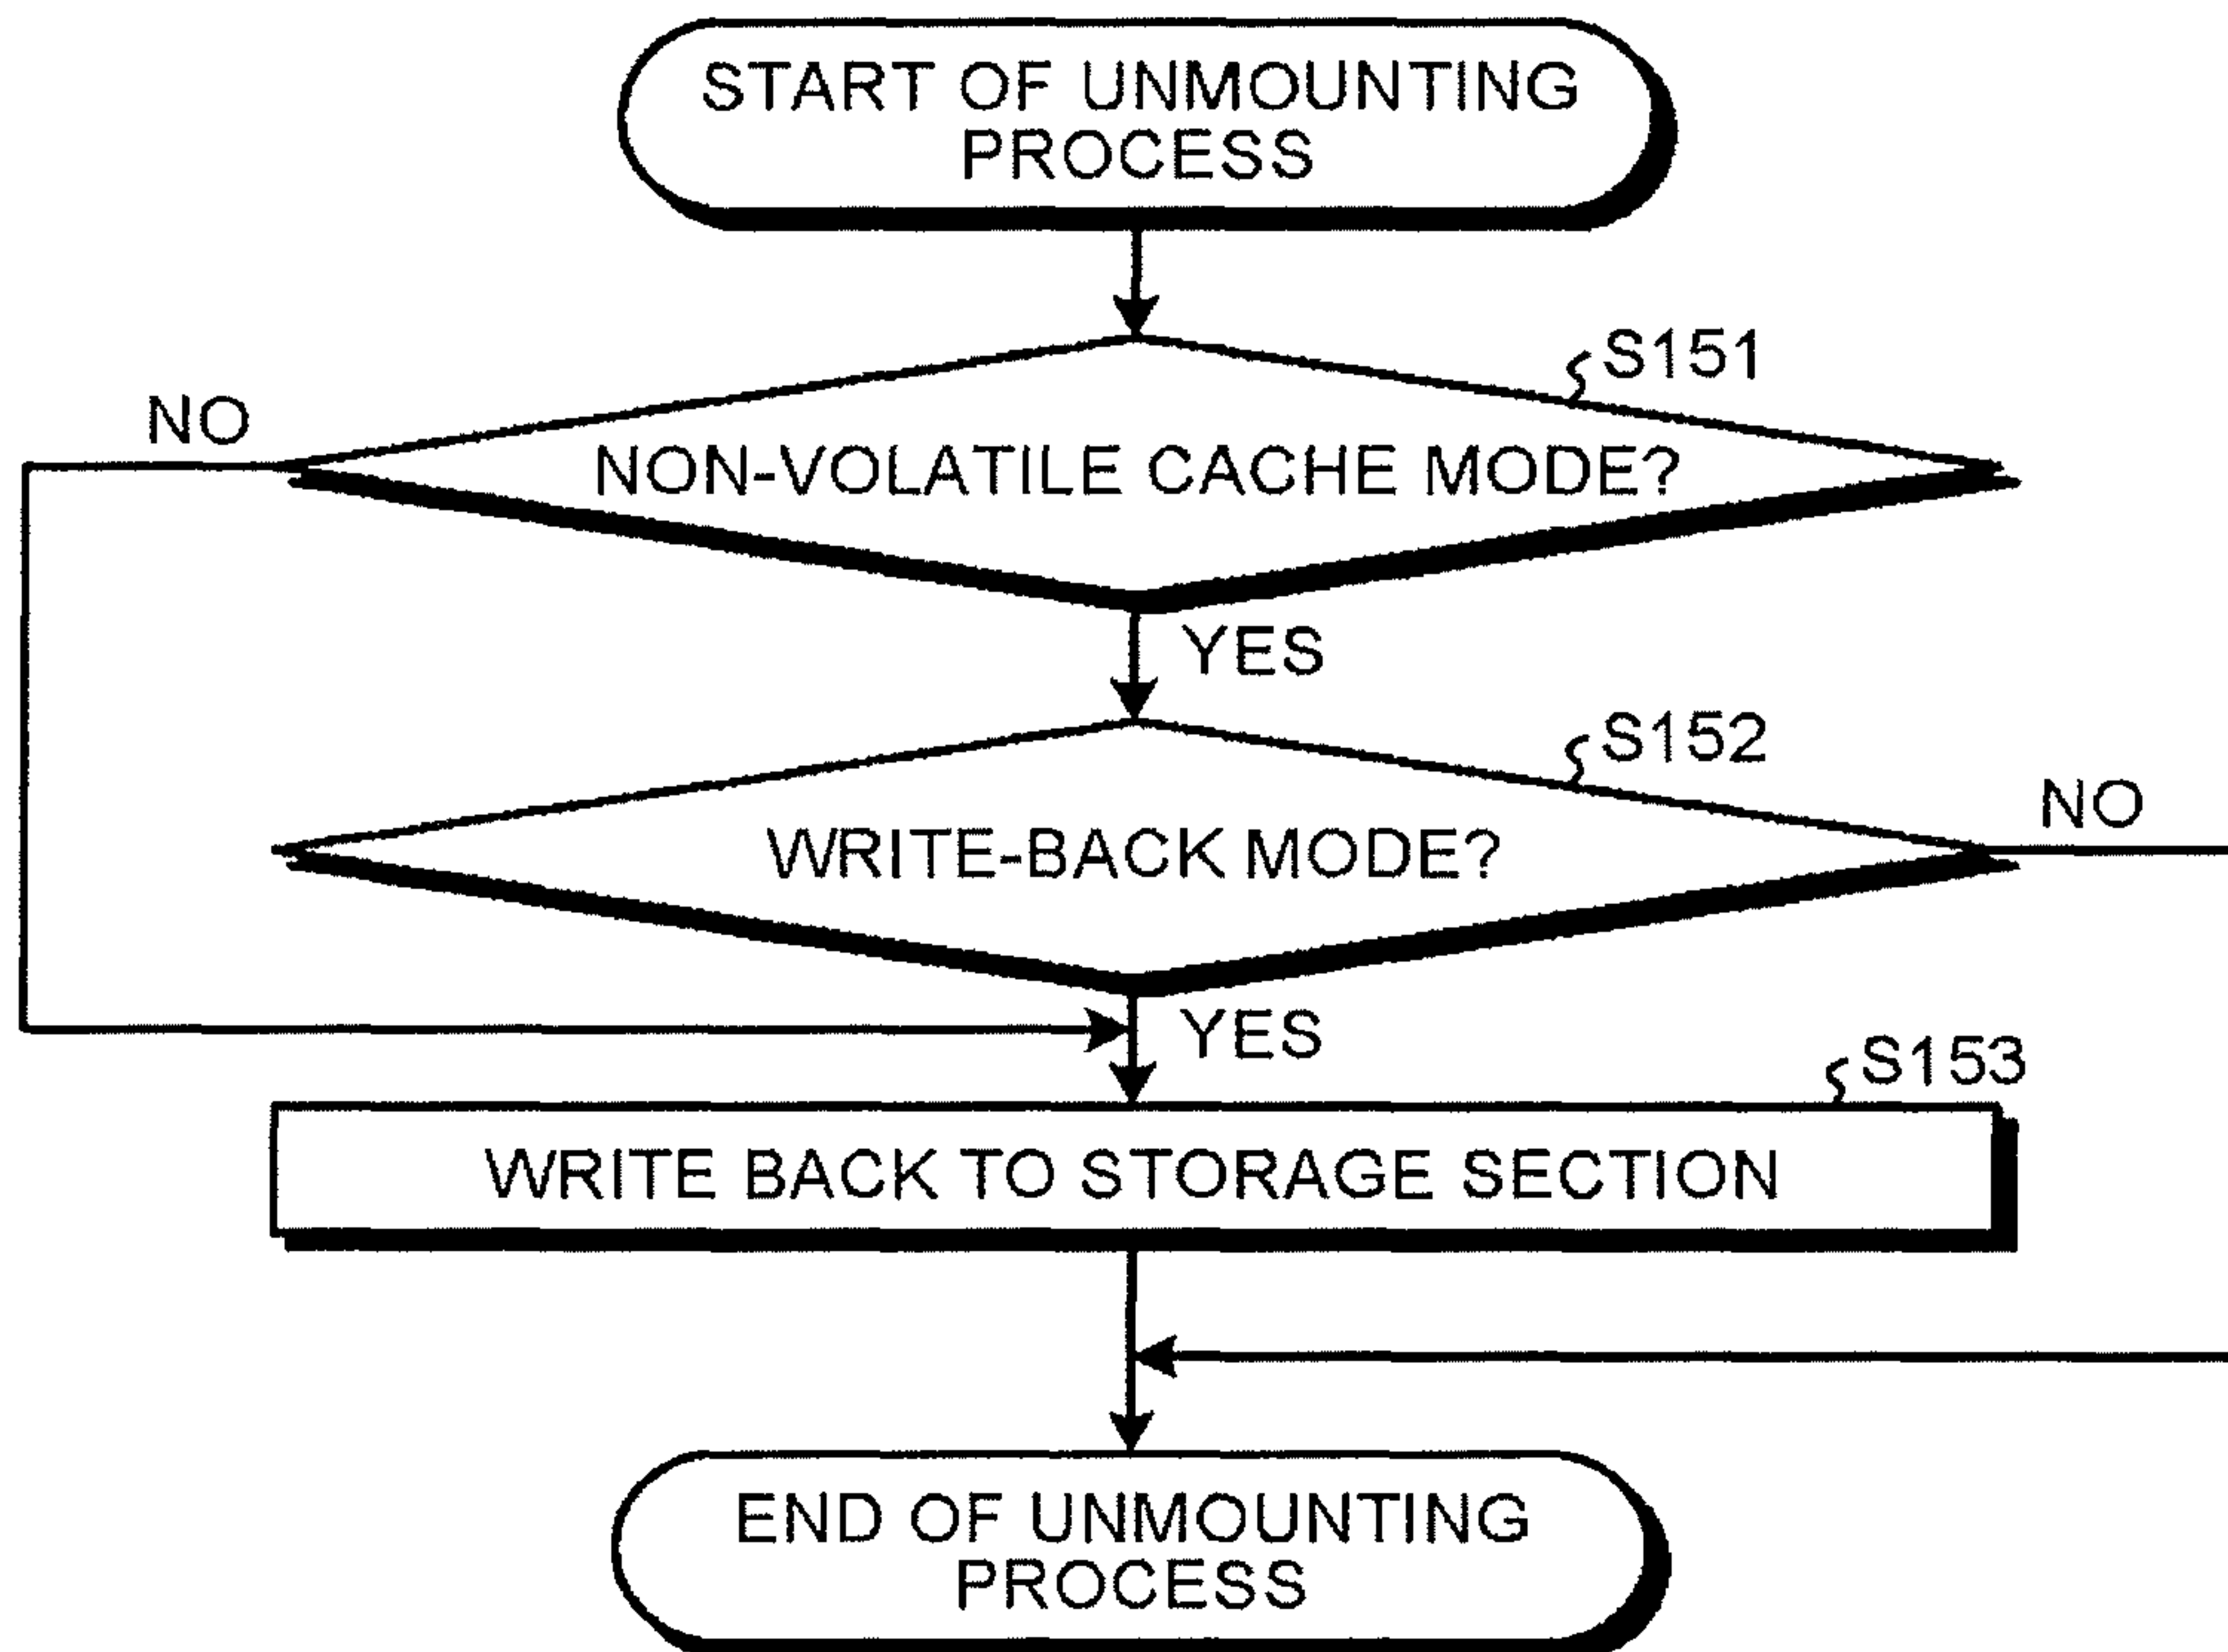 START OF UNMOUNTING
PROCESS
S151
NO
NON-VOLATILE CACHE MODE?
YES
S152
NO
WRITE-BACK MODE?
YES
S153
WRITE BACK TO STORAGE SECTION
END OF UNMOUNTING
PROCESS